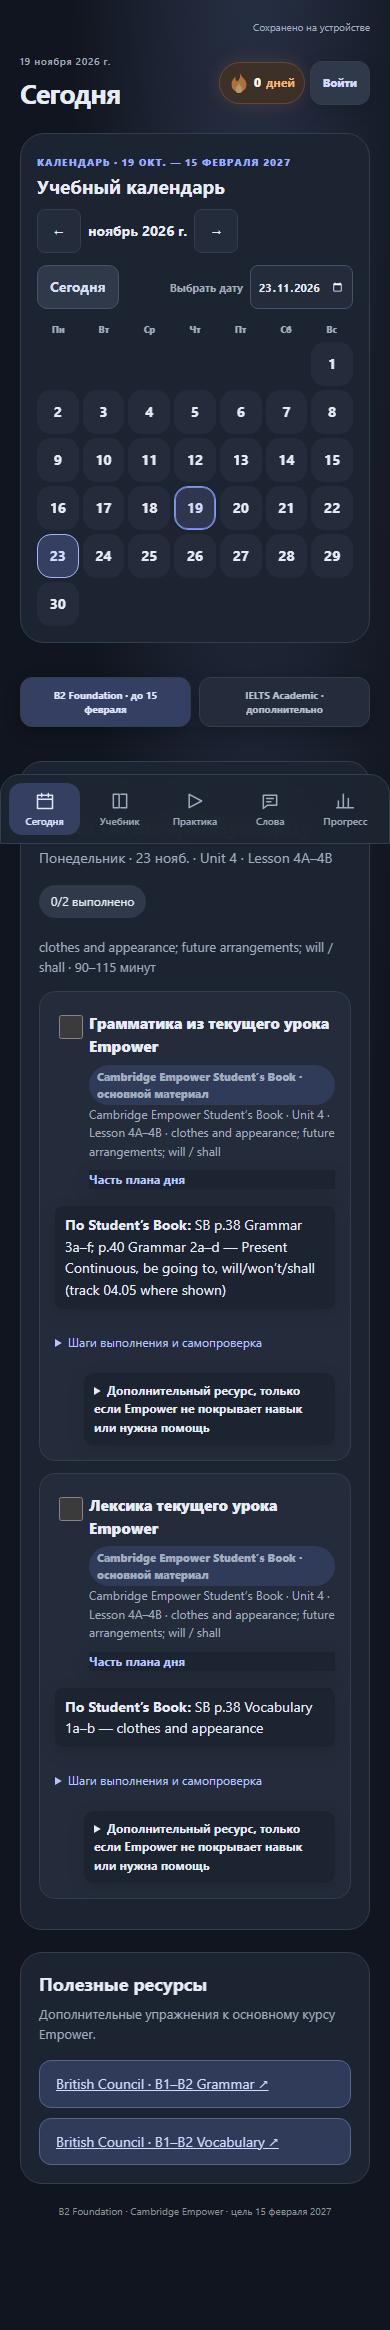 Сохранено на устройстве
19 ноября 2026 г.
Сегодня
0 дней
Войти
КАЛЕНДАРЬ · 19 ОКТ. — 15 ФЕВРАЛЯ 2027
Учебный календарь
← ноябрь 2026 г. →
Сегодня
Выбрать дату
23.11.2026
Пн Вт Ср Чт Пт Сб Вс
1
2 3 4 5 6 7 8
9 10 11 12 13 14 15
16 17 18 19 20 21 22
23 24 25 26 27 28 29
30
B2 Foundation · до 15
февраля
IELTS Academic ·
дополнительно
Сегодня
Учебник
Практика
Слова
Прогресс
Понедельник · 23 нояб. · Unit 4 · Lesson 4A–4B
0/2 выполнено
clothes and appearance; future arrangements; will /
shall · 90–115 минут
Грамматика из текущего урока
Empower
Cambridge Empower Student’s Book ·
основной материал
Cambridge Empower Student’s Book · Unit 4 ·
Lesson 4A–4B · clothes and appearance; future
arrangements; will / shall
Часть плана дня
По Student’s Book: SB p.38 Grammar
3a–f; p.40 Grammar 2a–d — Present
Continuous, be going to, will/won’t/shall
(track 04.05 where shown)
▶ Шаги выполнения и самопроверка
▶ Дополнительный ресурс, только
если Empower не покрывает навык
или нужна помощь
Лексика текущего урока
Empower
Cambridge Empower Student’s Book ·
основной материал
Cambridge Empower Student’s Book · Unit 4 ·
Lesson 4A–4B · clothes and appearance; future
arrangements; will / shall
Часть плана дня
По Student’s Book: SB p.38 Vocabulary
1a–b — clothes and appearance
▶ Шаги выполнения и самопроверка
▶ Дополнительный ресурс, только
если Empower не покрывает навык
или нужна помощь
Полезные ресурсы
Дополнительные упражнения к основному курсу
Empower.
British Council · B1–B2 Grammar ↗
British Council · B1–B2 Vocabulary ↗
B2 Foundation · Cambridge Empower · цель 15 февраля 2027